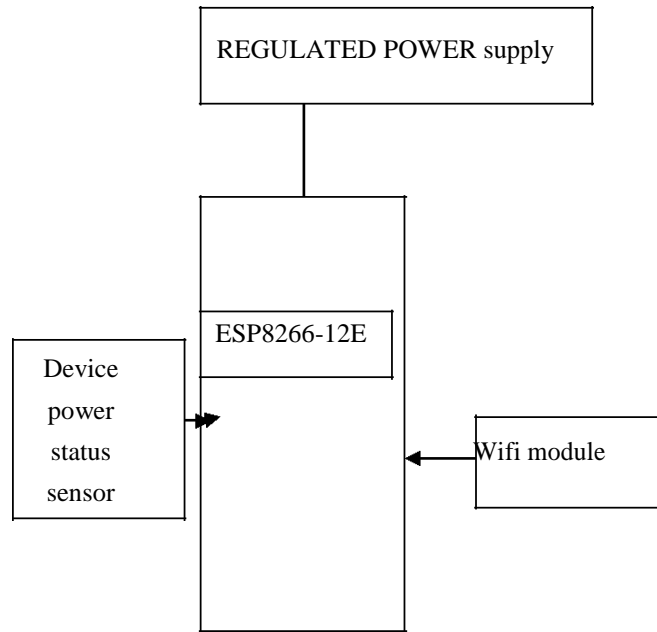 REGULATED POWER supply
ESP8266-12E
Device
power
status
sensor
Wifi module